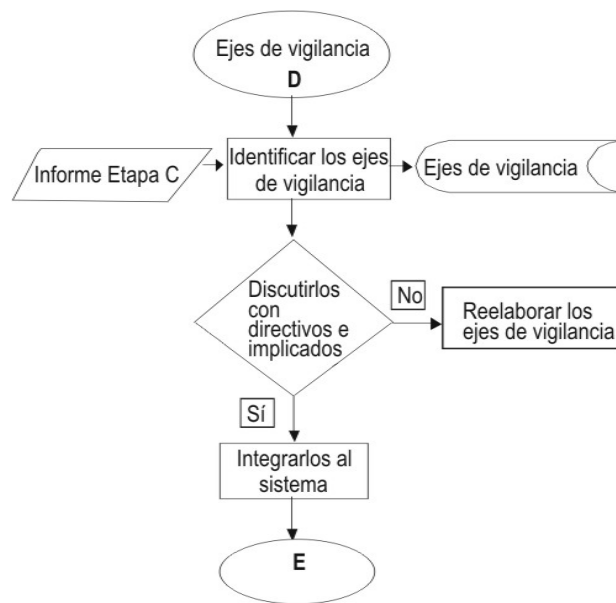 Ejes de vigilancia
D
Informe Etapa C
Identificar los ejes
de vigilancia
Ejes de vigilancia
Discutirlos
con
directivos e
implicados
No
Reelaborar los
ejes de vigilancia
Sí
Integrarlos al
sistema
E